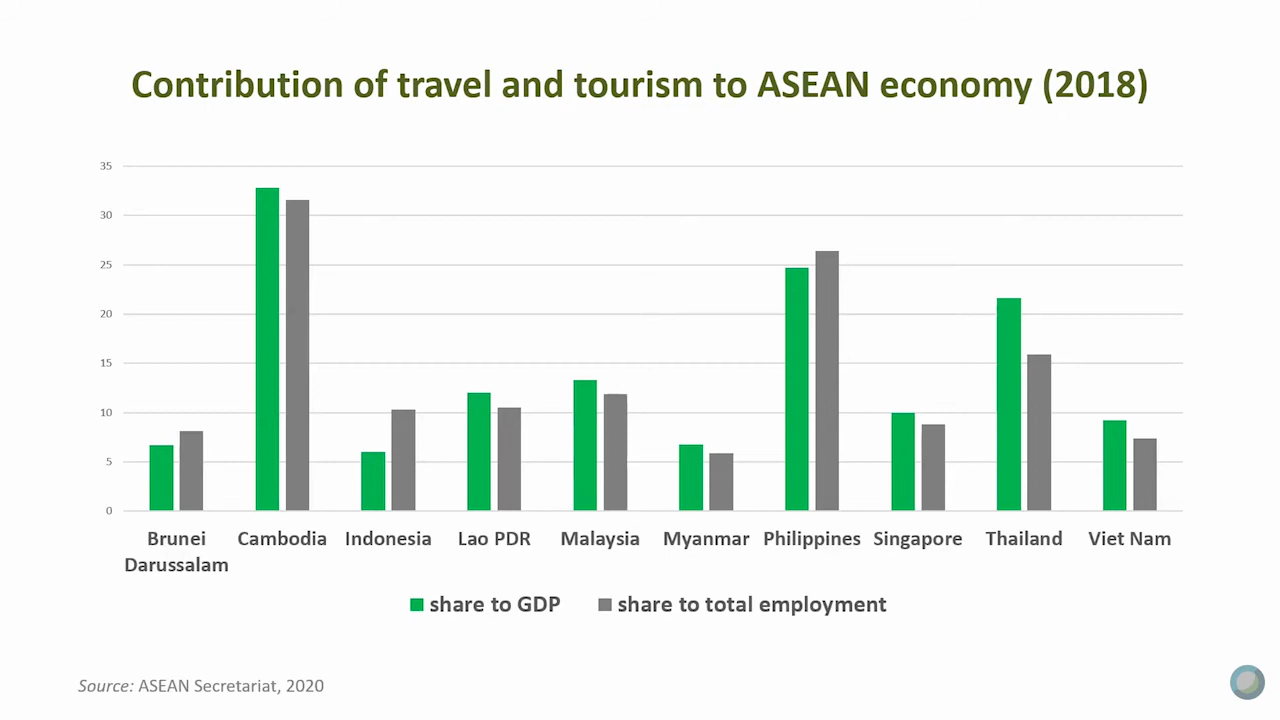 Contribution of travel and tourism to ASEAN economy (2018)
35
30
25
20
15
10
5
0
Brunei Darussalam
Cambodia
Indonesia
Lao PDR
Malaysia
Myanmar
Philippines
Singapore
Thailand
Viet Nam
share to GDP
share to total employment
Source: ASEAN Secretariat, 2020